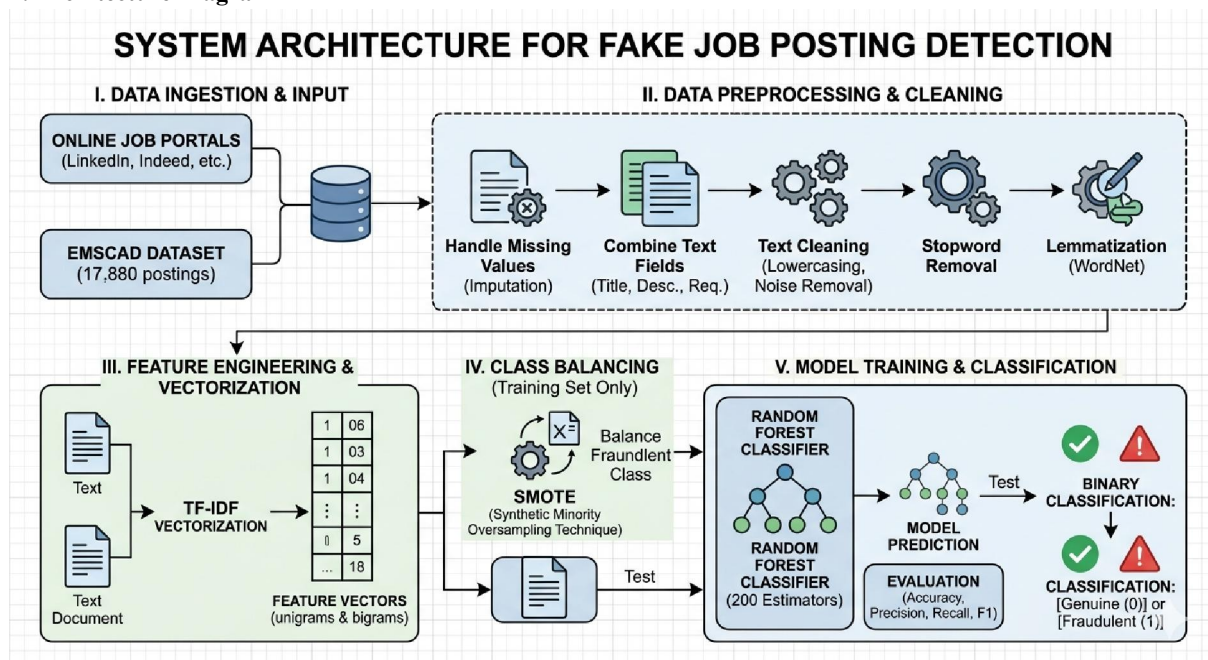 SYSTEM ARCHITECTURE FOR FAKE JOB POSTING DETECTION
I. DATA INGESTION & INPUT
ONLINE JOB PORTALS
(LinkedIn, Indeed, etc.)
EMSCAD DATASET
(17,880 postings)
II. DATA PREPROCESSING & CLEANING
Handle Missing
Values
(Imputation)
Combine Text
Fields
(Title, Desc., Req.)
Text Cleaning
(Lowercasing,
Noise Removal)
Stopword
Removal
Lemmatization
(WordNet)
III. FEATURE ENGINEERING &
VECTORIZATION
Text
Text
Document
TF-IDF
VECTORIZATION
1 06
1 03
1 04
⋮ ⋮
0 5
... 18
FEATURE VECTORS
(unigrams & bigrams)
IV. CLASS BALANCING
(Training Set Only)
X
Balance
Fraundlent
Class
SMOTE
(Synthetic Minority
Oversampling Technique)
Test
V. MODEL TRAINING & CLASSIFICATION
RANDOM
FOREST
CLASSIFIER
RANDOM
FOREST
CLASSIFIER
(200 Estimators)
MODEL
PREDICTION
Test
EVALUATION
(Accuracy,
Precision, Recall, F1)
BINARY
CLASSIFICATION:
CLASSIFICATION:
[Genuine (0)] or
[Fraudulent (1)]